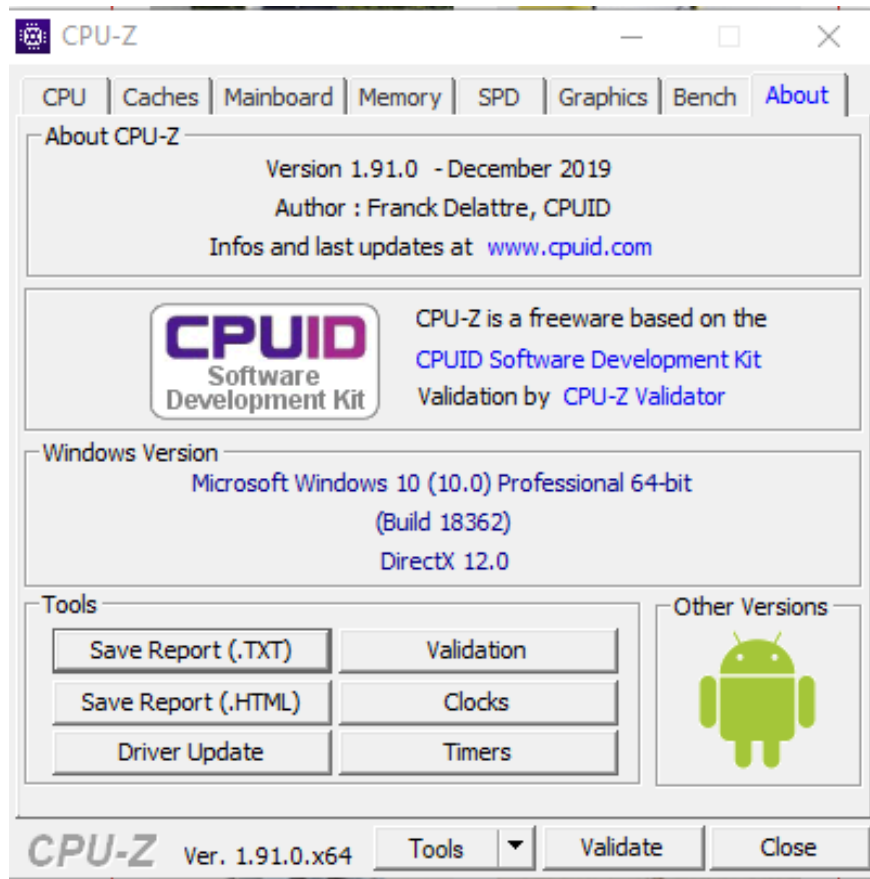 CPU-Z
CPU Caches Mainboard Memory SPD Graphics Bench About
About CPU-Z
Version 1.91.0 - December 2019
Author : Franck Delattre, CPUID
Infos and last updates at www.cpuid.com
CPUID
Software
Development Kit
CPU-Z is a freeware based on the
CPUID Software Development Kit
Validation by CPU-Z Validator
Windows Version
Microsoft Windows 10 (10.0) Professional 64-bit
(Build 18362)
DirectX 12.0
Tools
Save Report (.TXT) Validation
Save Report (.HTML) Clocks
Driver Update Timers
Other Versions
CPU-Z Ver. 1.91.0.x64 Tools Validate Close